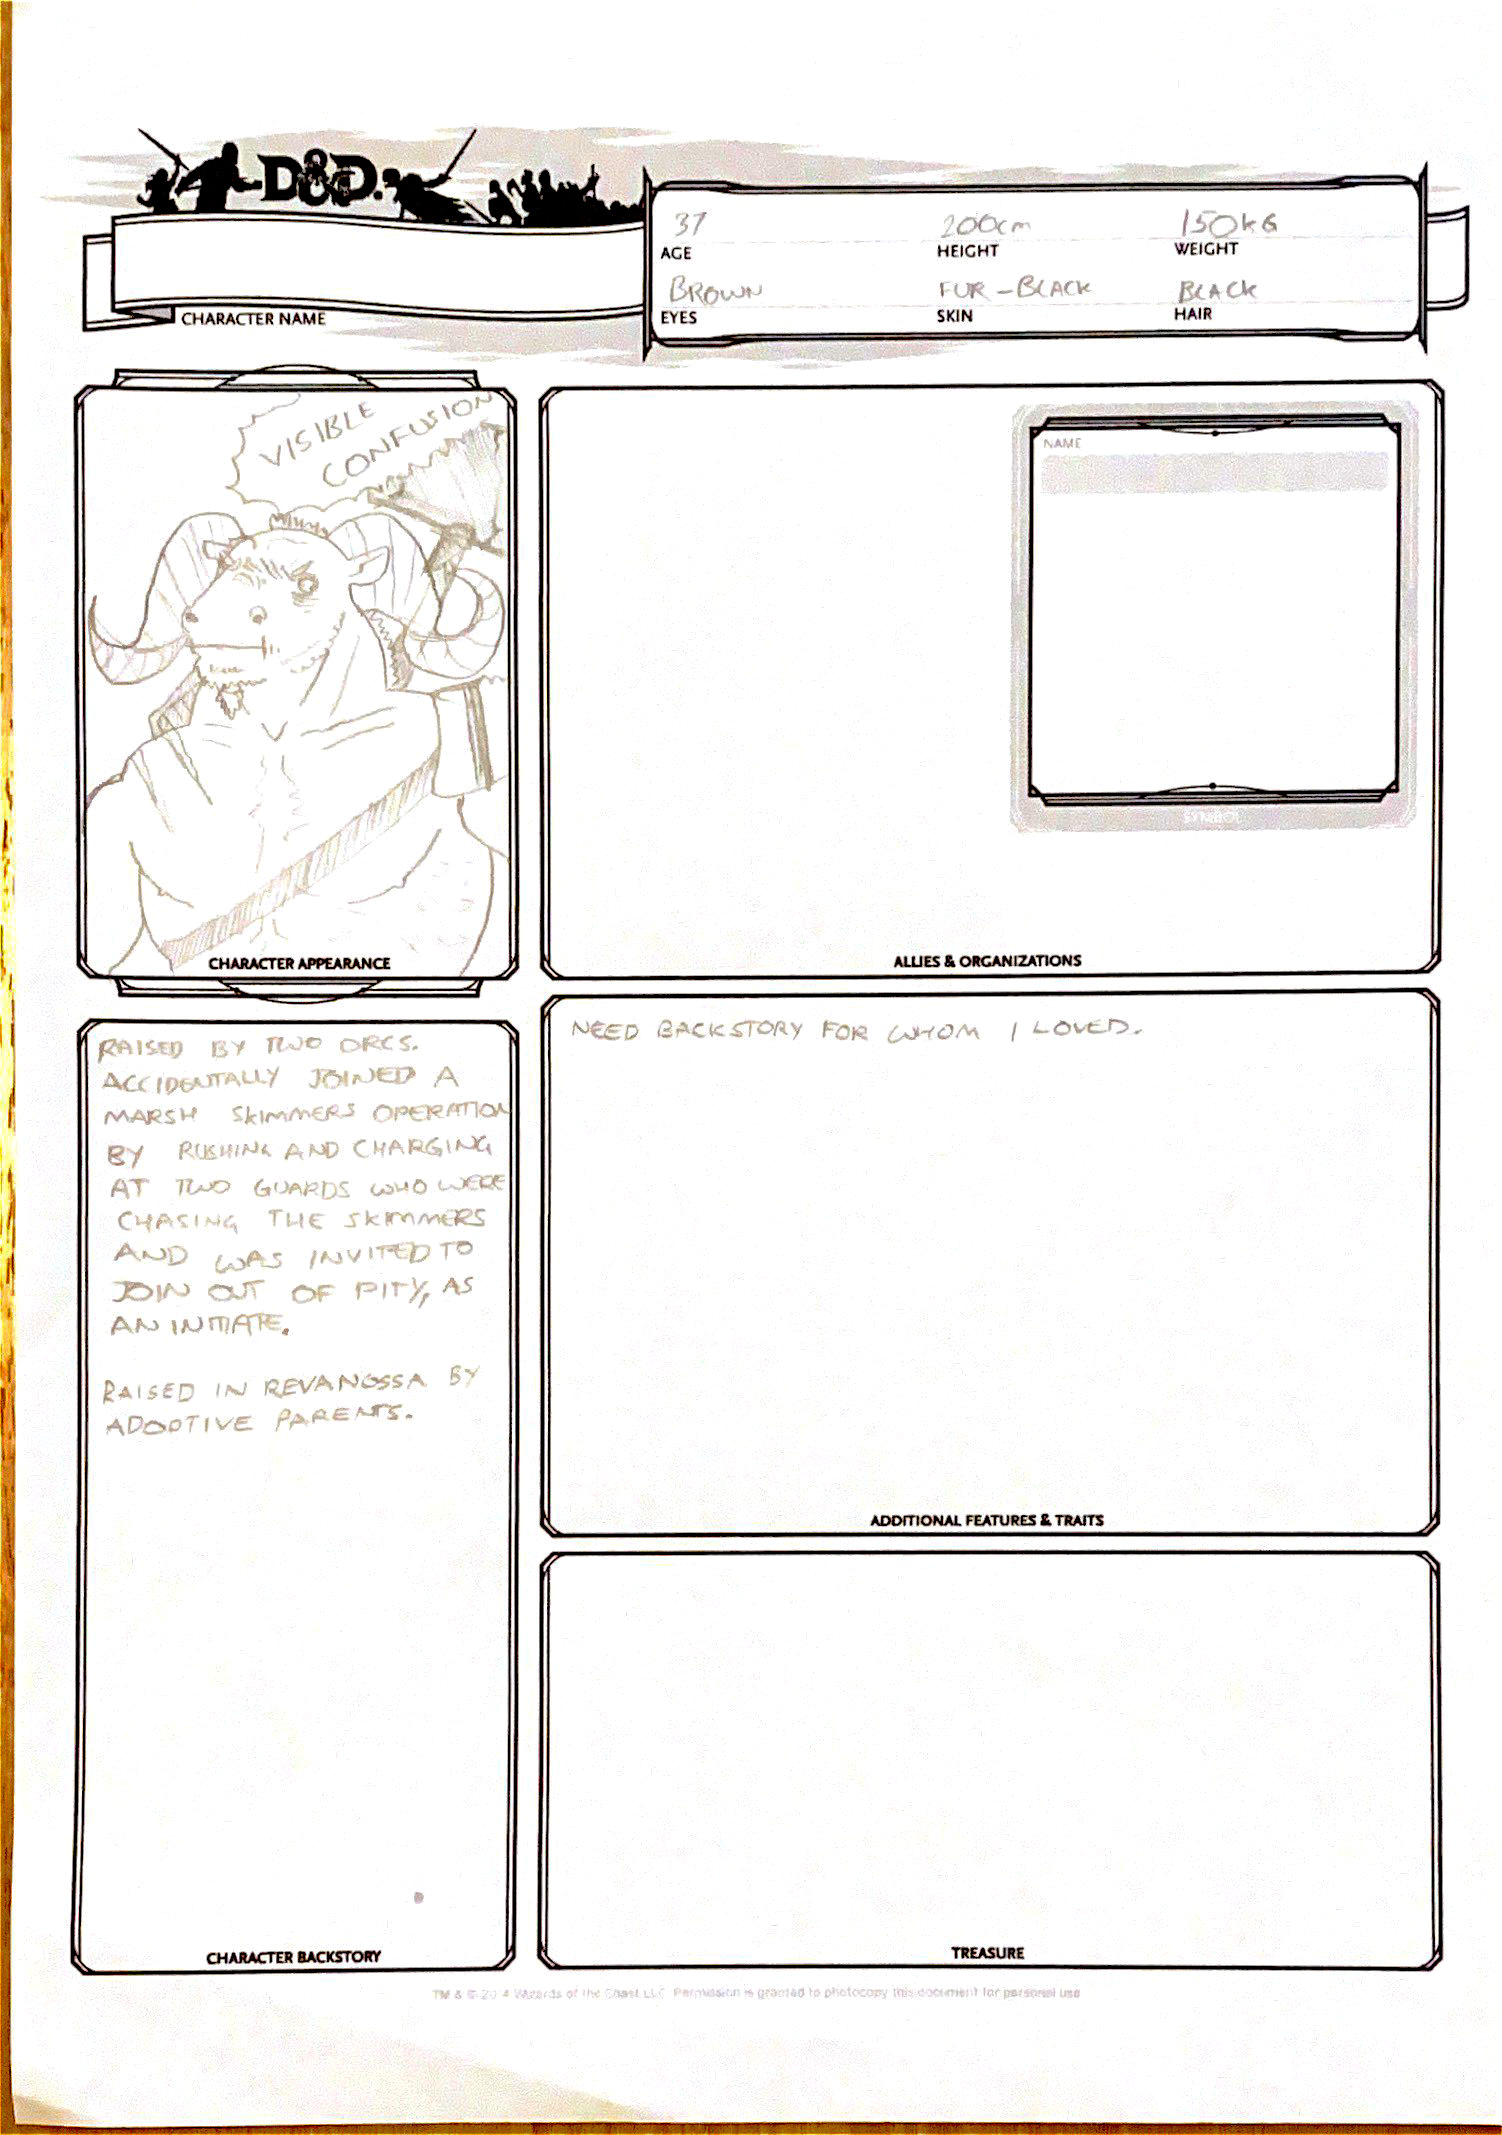 D&D
37 200cm 150KG
AGE HEIGHT WEIGHT
BROWN FUR - BLACK BLACK
EYES SKIN HAIR
CHARACTER NAME
VISIBLE
CONFUSION
CHARACTER APPEARANCE
NAME
SYMBOL
ALLIES & ORGANIZATIONS
RAISED BY TWO ORCS.
ACCIDENTALLY JOINED A
MARSH SKIMMERS OPERATION
BY RUSHING AND CHARGING
AT TWO GUARDS WHO WERE
CHASING THE SKIMMERS
AND WAS INVITED TO
JOIN OUT OF PITY, AS
AN INITIATE.
RAISED IN REVANOSSA BY
ADOPTIVE PARENTS.
CHARACTER BACKSTORY
NEED BACKSTORY FOR WHOM I LOVED.
ADDITIONAL FEATURES & TRAITS
TREASURE
TM & © 2014 Wizards of the Coast LLC. Permission is granted to photocopy this document for personal use